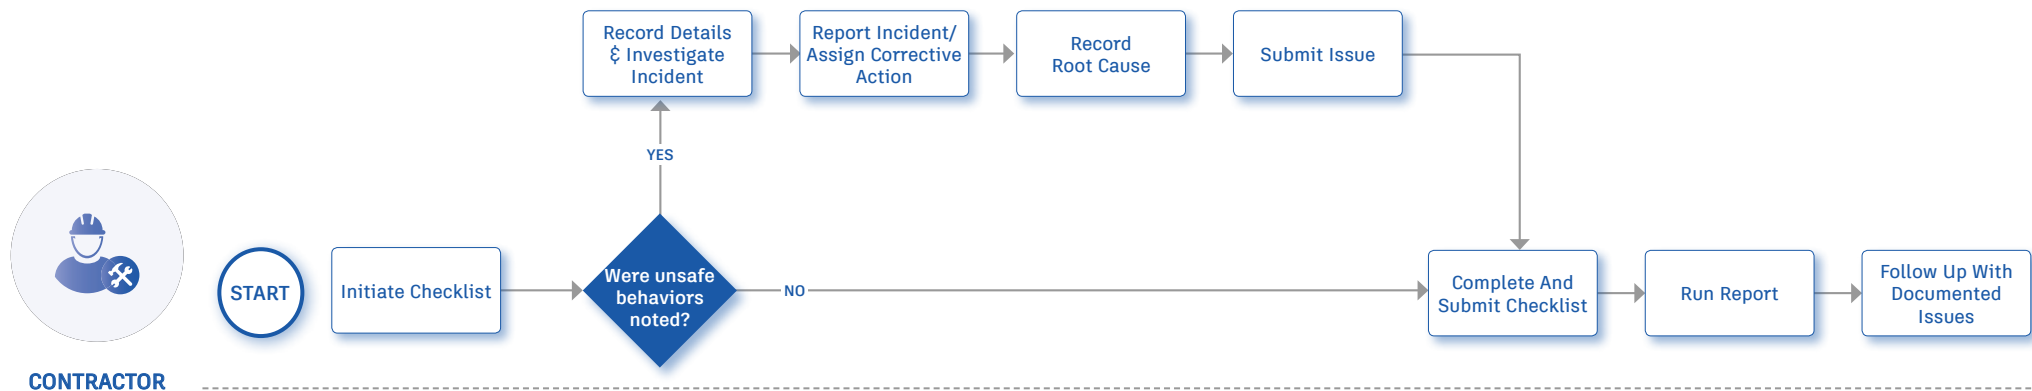 Record Details
& Investigate
Incident
Report Incident/
Assign Corrective
Action
Record
Root Cause
Submit Issue
YES
START
Initiate Checklist
Were unsafe
behaviors
noted?
NO
Complete And
Submit Checklist
Run Report
Follow Up With
Documented
Issues
CONTRACTOR